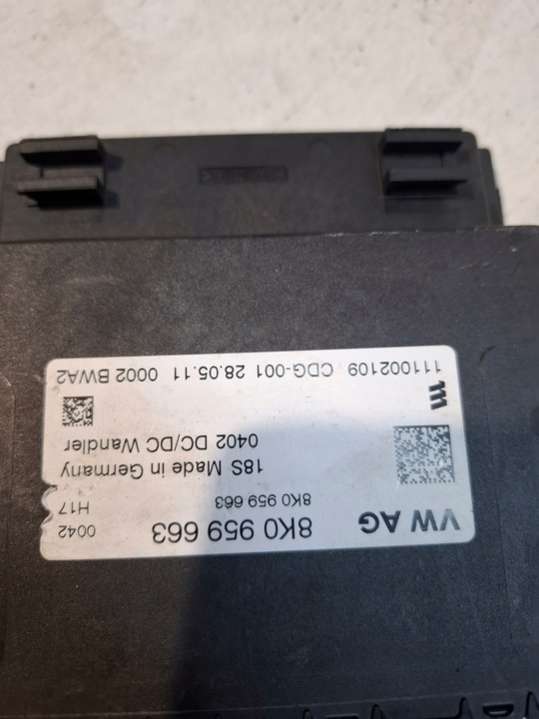 VW AG 8K0 959 663 0042
8K0 959 663 H17
18S Made in Germany
0402 DC/DC Wandler
111002109 CDG-001 28.05.11 0002 BWA2